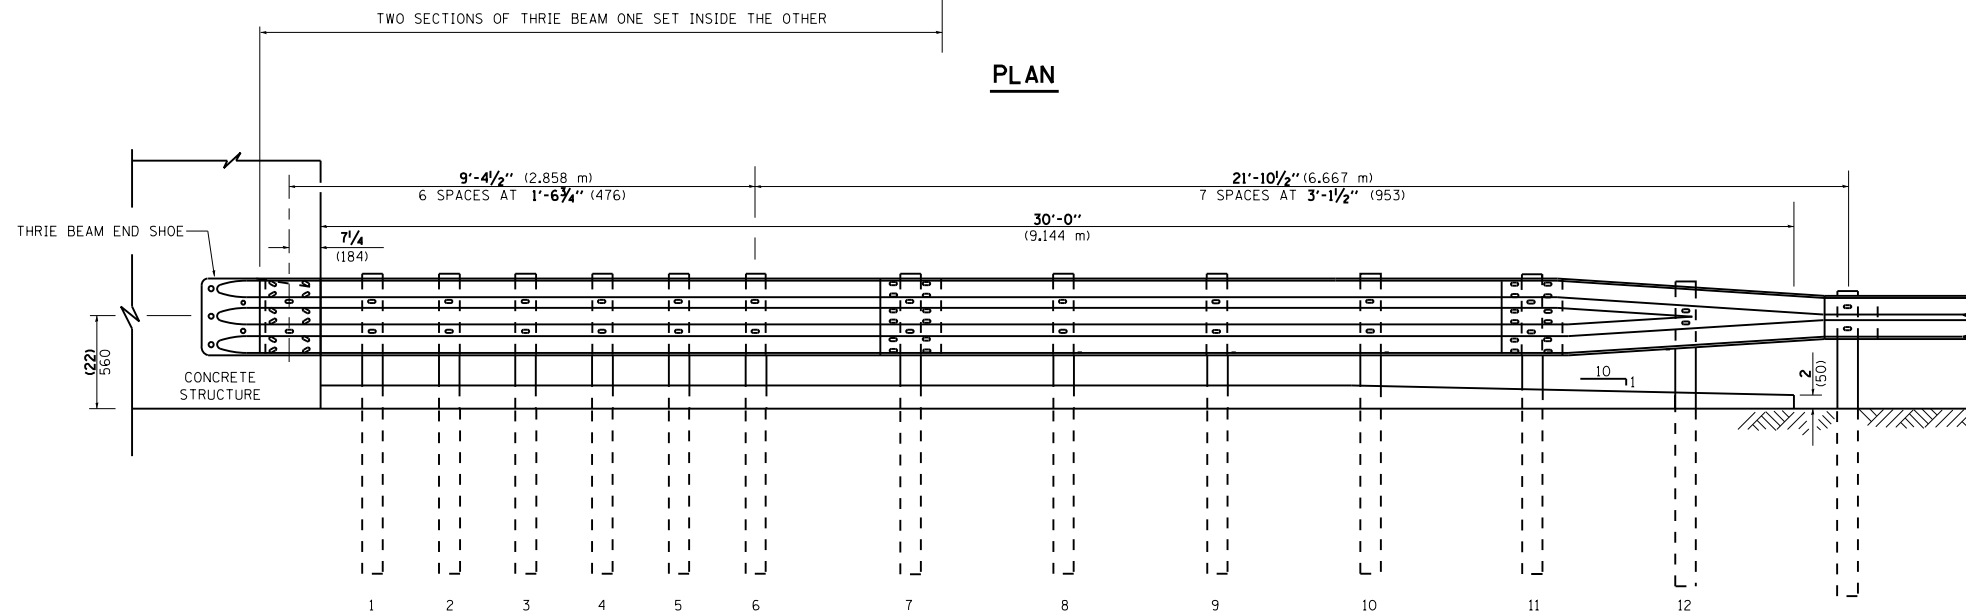 TWO SECTIONS OF THRIE BEAM ONE SET INSIDE THE OTHER
PLAN
9'-4½" (2.858 m)
6 SPACES AT 1'-6¾" (476)
21'-10½" (6.667 m)
7 SPACES AT 3'-1½" (953)
30'-0"
(9.144 m)
THRIE BEAM END SHOE
7¼
(184)
(22)
560
CONCRETE
STRUCTURE
10
1
2
(50)
1 2 3 4 5 6 7 8 9 10 11 12